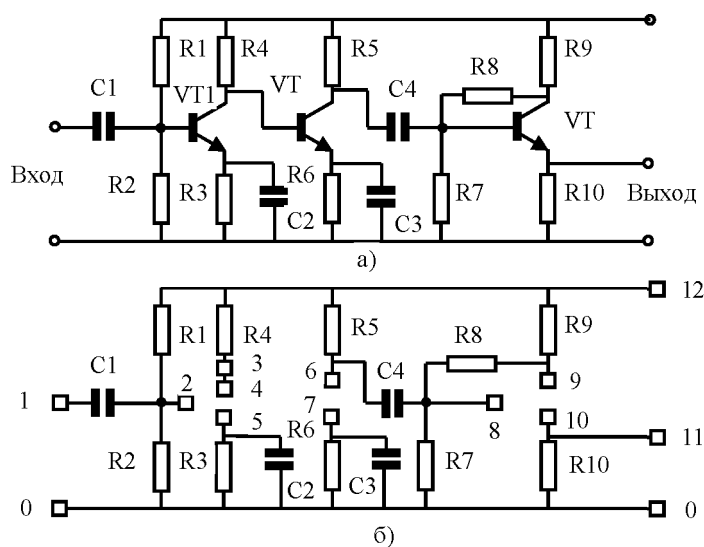 R1 R4 R5 R9
R8
C1 VT1 VT C4 VT
Вход R2 R3 R6 R7 R10 Выход
C2 C3
а)
12
R1 R4 R5 R8 R9
C1 3 6 C4 9
1 2 4 7 10
5 8 11
R2 R3 R6 R7 R10
C2 C3
0 0
б)